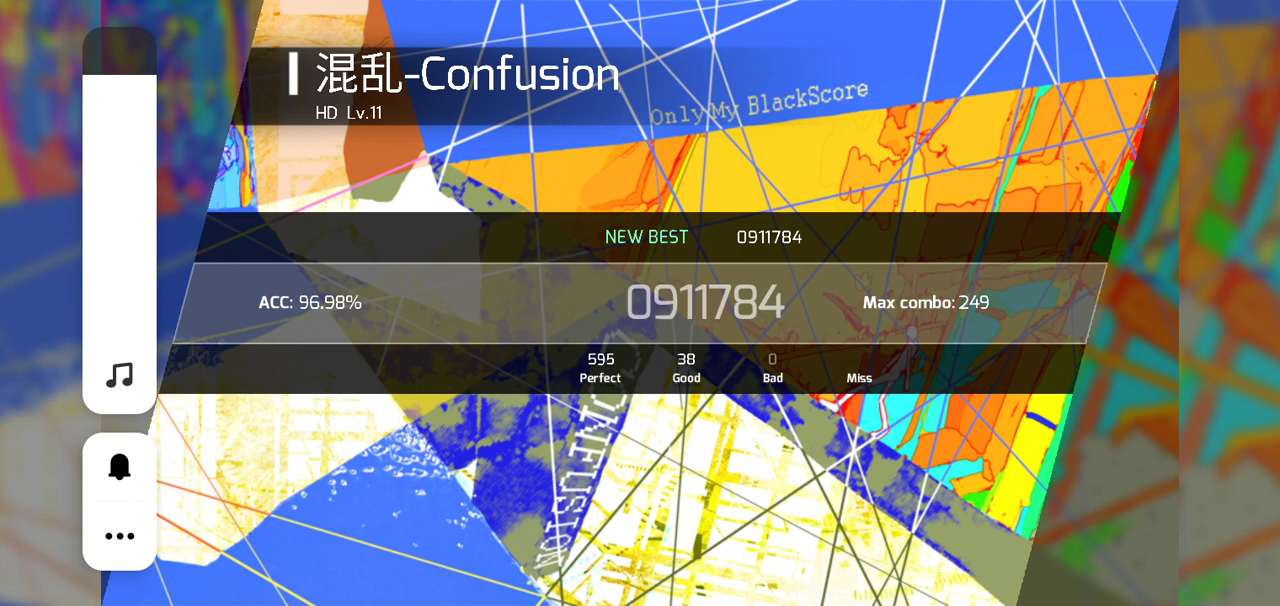 混乱-Confusion
HD Lv.11
Only My BlackScore
NEW BEST 0911784
ACC: 96.98% 0911784 Max combo: 249
595 38 0
Perfect Good Bad Miss